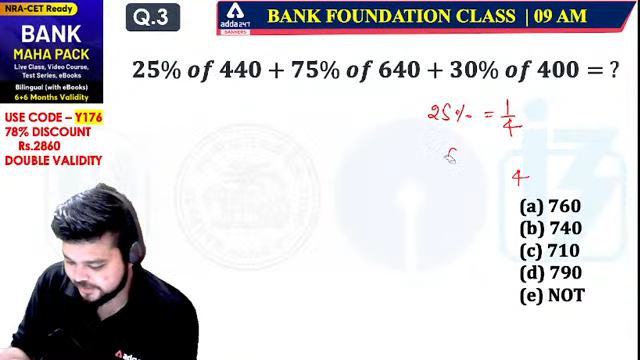 NRA-CET Ready
BANK
MAHA PACK
Live Class, Video Course,
Test Series, eBooks
Bilingual (with eBooks)
6+6 Months Validity
USE CODE – Y176
78% DISCOUNT
Rs.2860
DOUBLE VALIDITY
Q.3
adda247
BANKERS
BANK FOUNDATION CLASS | 09 AM
25% of 440 + 75% of 640 + 30% of 400 = ?
25% = 1/4
4
(a) 760
(b) 740
(c) 710
(d) 790
(e) NOT